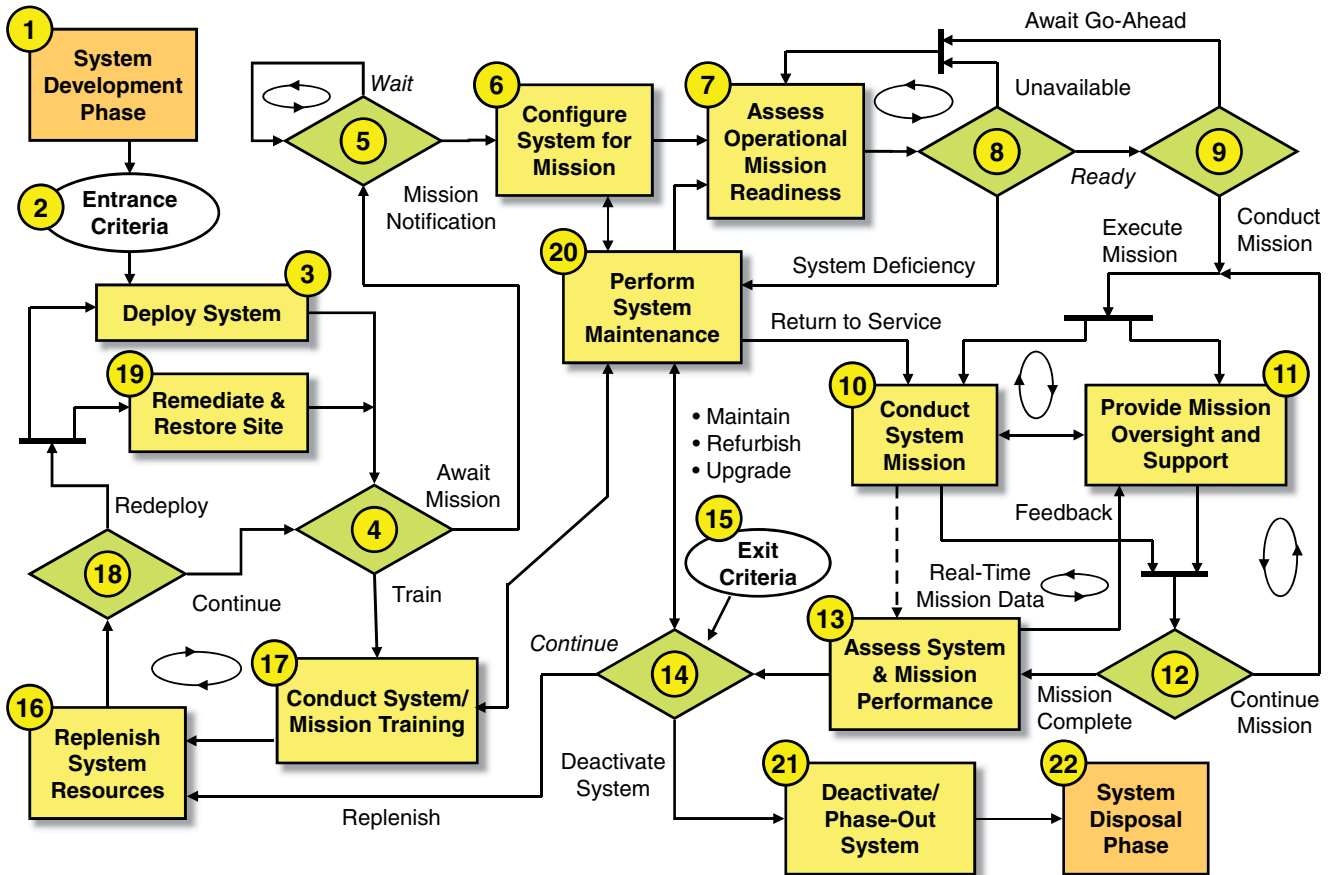 1
System
Development
Phase
2
Entrance
Criteria
3
Deploy System
19
Remediate &
Restore Site
Redeploy
18
Continue
4
Await
Mission
Train
5
Wait
Mission
Notification
6
Configure
System for
Mission
7
Assess
Operational
Mission
Readiness
Await Go-Ahead
Unavailable
8
Ready
9
System Deficiency
Execute
Mission
Conduct
Mission
20
Perform
System
Maintenance
Return to Service
• Maintain
• Refurbish
• Upgrade
10
Conduct
System
Mission
11
Provide Mission
Oversight and
Support
Feedback
Real-Time
Mission Data
12
Mission
Complete
Continue
Mission
13
Assess System
& Mission
Performance
15
Exit
Criteria
14
Continue
Deactivate
System
Replenish
17
Conduct System/
Mission Training
16
Replenish
System
Resources
21
Deactivate/
Phase-Out
System
22
System
Disposal
Phase